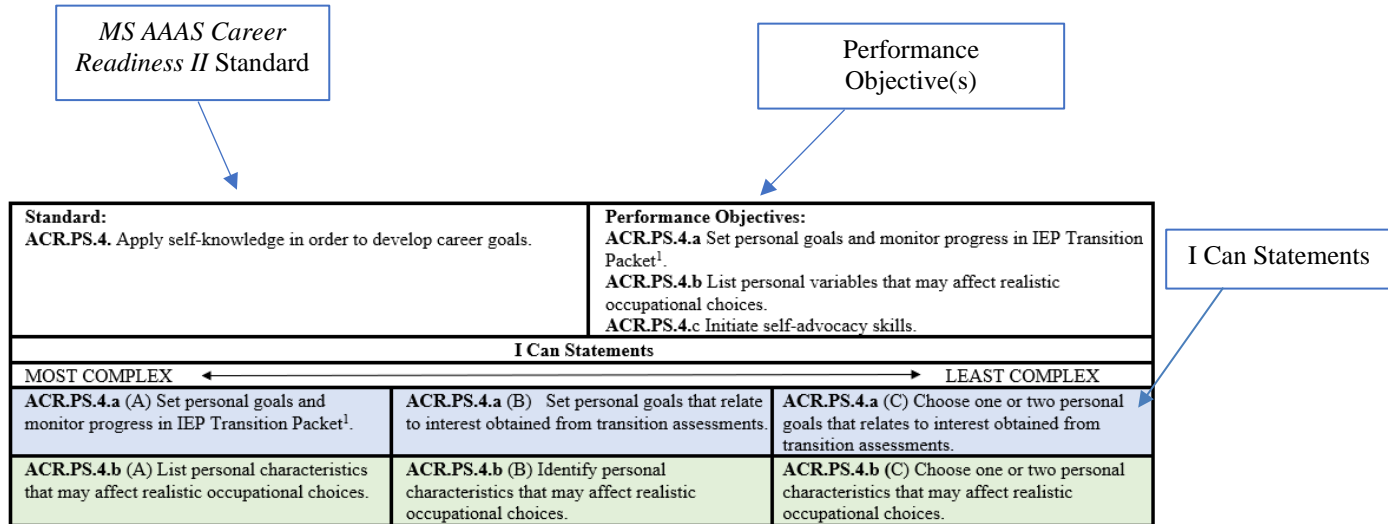 MS AAAS Career
Readiness II Standard
Performance
Objective(s)
I Can Statements
Standard:
ACR.PS.4. Apply self-knowledge in order to develop career goals.
Performance Objectives:
ACR.PS.4.a Set personal goals and monitor progress in IEP Transition
Packet¹.
ACR.PS.4.b List personal variables that may affect realistic
occupational choices.
ACR.PS.4.c Initiate self-advocacy skills.
I Can Statements
MOST COMPLEX
LEAST COMPLEX
ACR.PS.4.a (A) Set personal goals and
monitor progress in IEP Transition Packet¹.
ACR.PS.4.a (B) Set personal goals that relate
to interest obtained from transition assessments.
ACR.PS.4.a (C) Choose one or two personal
goals that relates to interest obtained from
transition assessments.
ACR.PS.4.b (A) List personal characteristics
that may affect realistic occupational choices.
ACR.PS.4.b (B) Identify personal
characteristics that may affect realistic
occupational choices.
ACR.PS.4.b (C) Choose one or two personal
characteristics that may affect realistic
occupational choices.